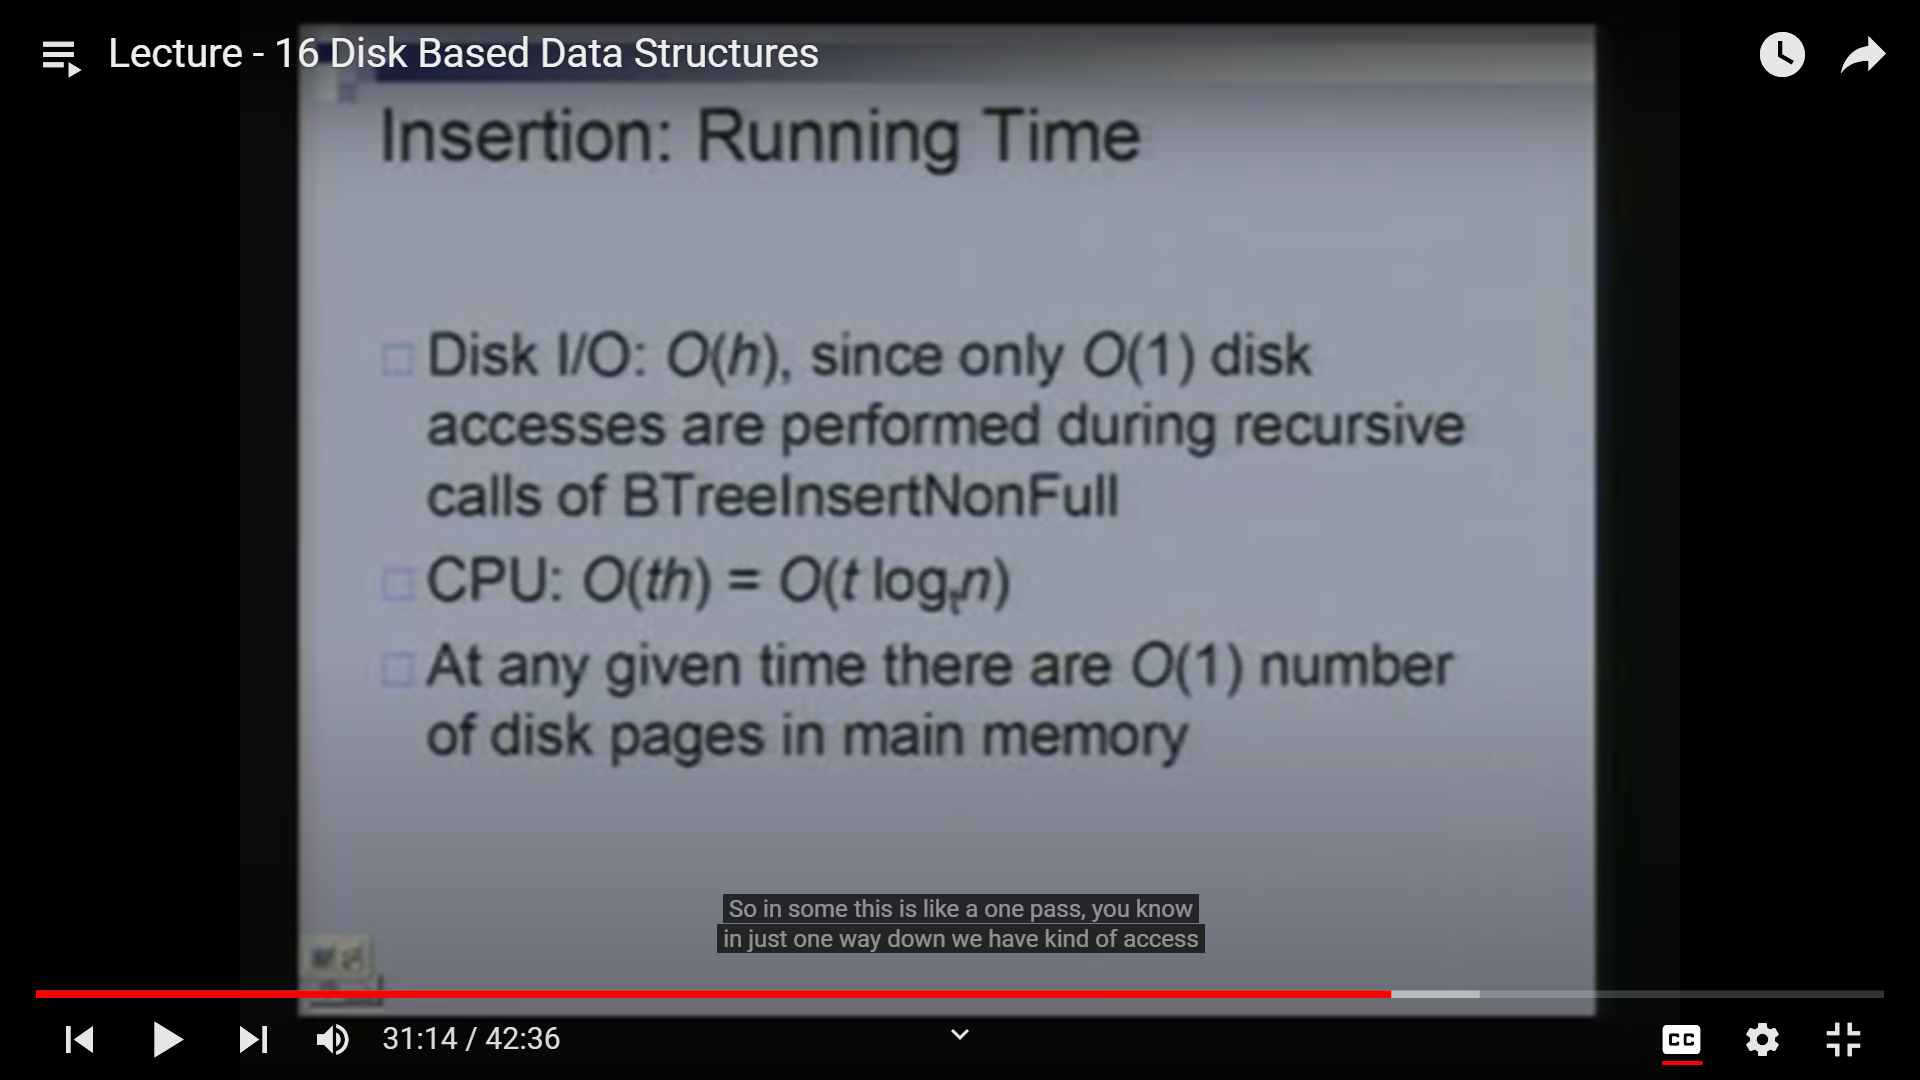 Lecture - 16 Disk Based Data Structures
Insertion: Running Time
Disk I/O: O(h), since only O(1) disk
accesses are performed during recursive
calls of BTreeInsertNonFull
CPU: O(th) = O(t logₜn)
At any given time there are O(1) number
of disk pages in main memory
So in some this is like a one pass, you know
in just one way down we have kind of access
31:14 / 42:36
CC